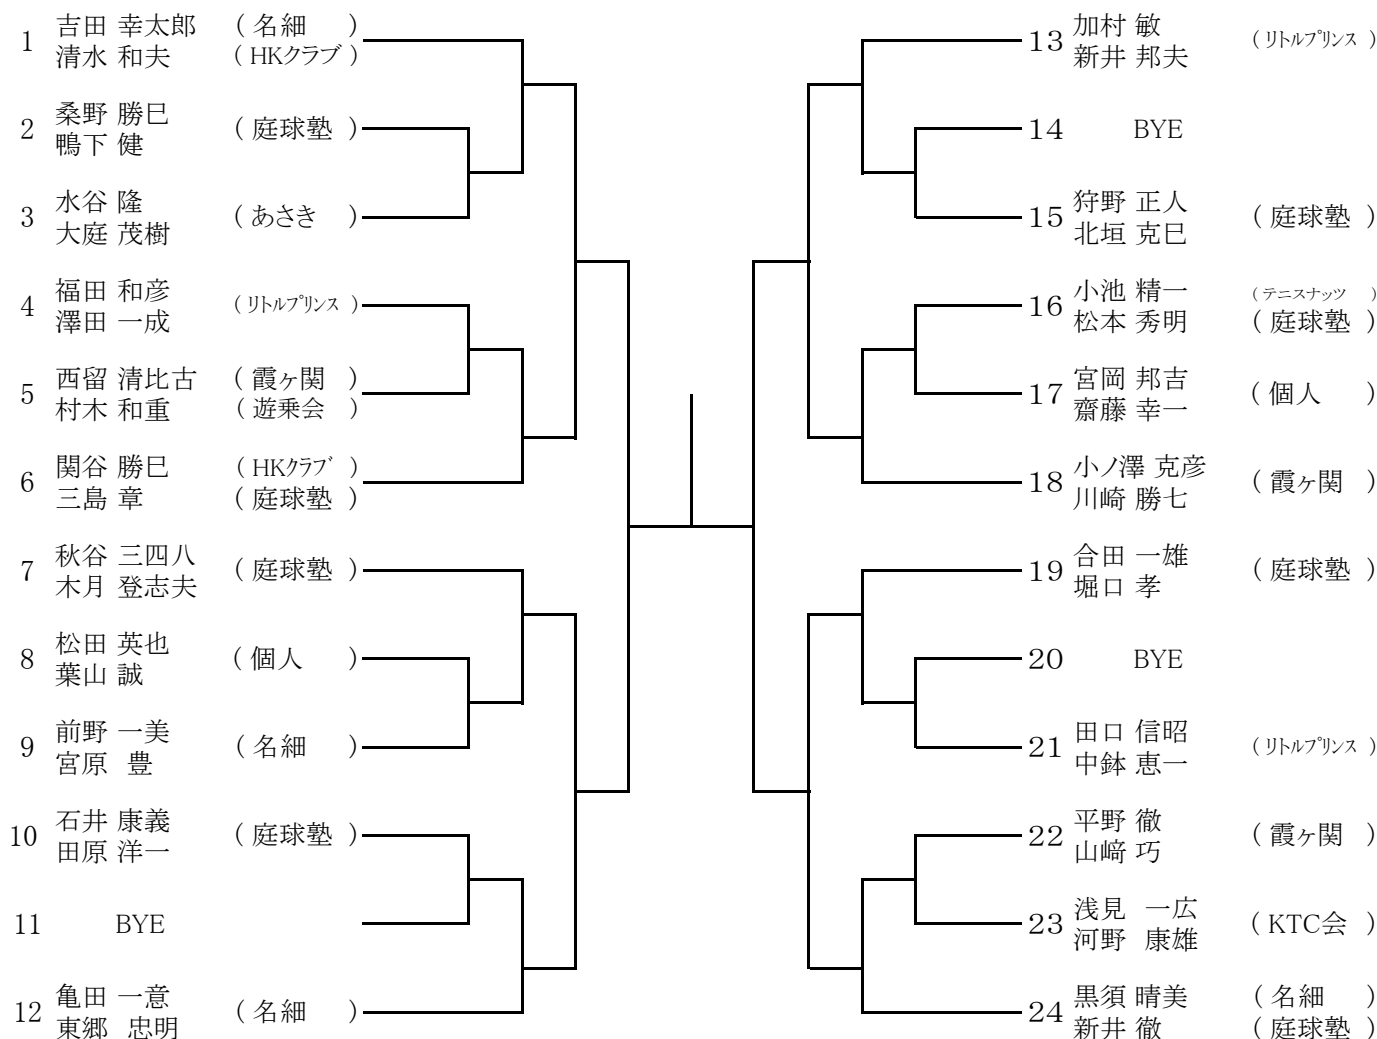 1 吉田 幸太郎 ( 名細 )
清水 和夫 ( HKクラブ )
2 桑野 勝巳 ( 庭球塾 )
鴨下 健
3 水谷 隆 ( あさき )
大庭 茂樹
4 福田 和彦 ( リトルプリンス )
澤田 一成
5 西留 清比古 ( 霞ヶ関 )
村木 和重 ( 遊乗会 )
6 関谷 勝巳 ( HKクラブ )
三島 章 ( 庭球塾 )
7 秋谷 三四八 ( 庭球塾 )
木月 登志夫
8 松田 英也 ( 個人 )
葉山 誠
9 前野 一美 ( 名細 )
宮原 豊
10 石井 康義 ( 庭球塾 )
田原 洋一
11 BYE
12 亀田 一意 ( 名細 )
東郷 忠明
13 加村 敏 ( リトルプリンス )
新井 邦夫
14 BYE
15 狩野 正人 ( 庭球塾 )
北垣 克巳
16 小池 精一 ( テニスナッツ )
松本 秀明 ( 庭球塾 )
17 宮岡 邦吉 ( 個人 )
齋藤 幸一
18 小ノ澤 克彦 ( 霞ヶ関 )
川崎 勝七
19 合田 一雄 ( 庭球塾 )
堀口 孝
20 BYE
21 田口 信昭 ( リトルプリンス )
中鉢 恵一
22 平野 徹 ( 霞ヶ関 )
山﨑 巧
23 浅見 一広 ( KTC会 )
河野 康雄
24 黒須 晴美 ( 名細 )
新井 徹 ( 庭球塾 )